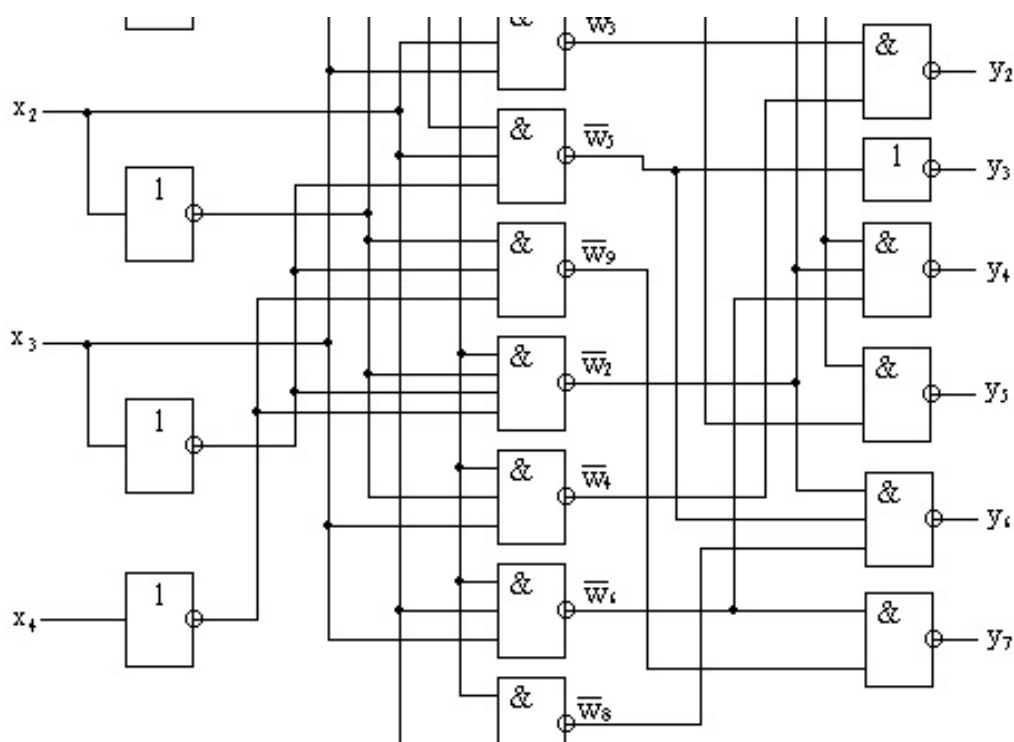 & w̅₃ & y₂
x₂
& w̅₅ 1 y₃
1
& w̅₉ & y₄
x₃
& w̅₂ & y₅
1
& w̅₄ & y₆
1
x₄
& w̅₆ & y₇
& w̅₈